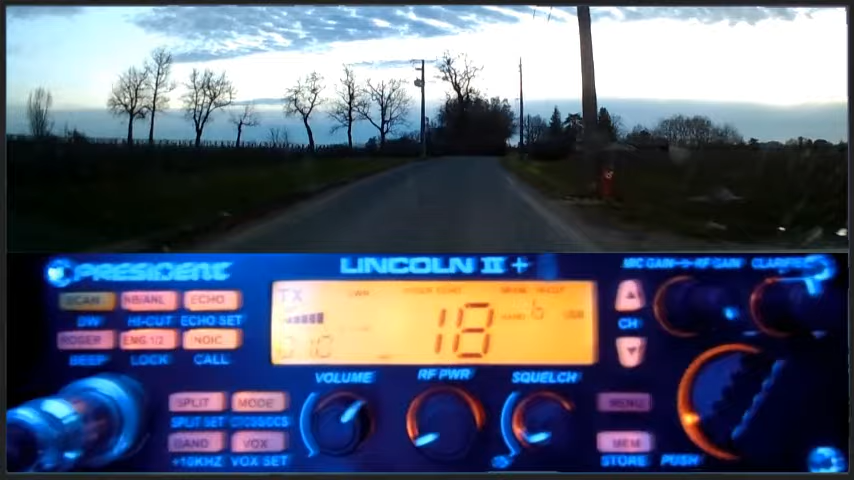 PRESIDENT LINCOLN II + MIC GAIN RF GAIN CLARIFIER
SCAN NB/ANL ECHO
BW HI-CUT ECHO SET
ROGER EMG 1/2 NOIC
BEEP LOCK CALL
TX
18
USB
CH
VOLUME RF PWR SQUELCH
SPLIT MODE
SPLIT SET
BAND VOX
+10KHZ VOX SET
MENU
MEM
STORE PUSH